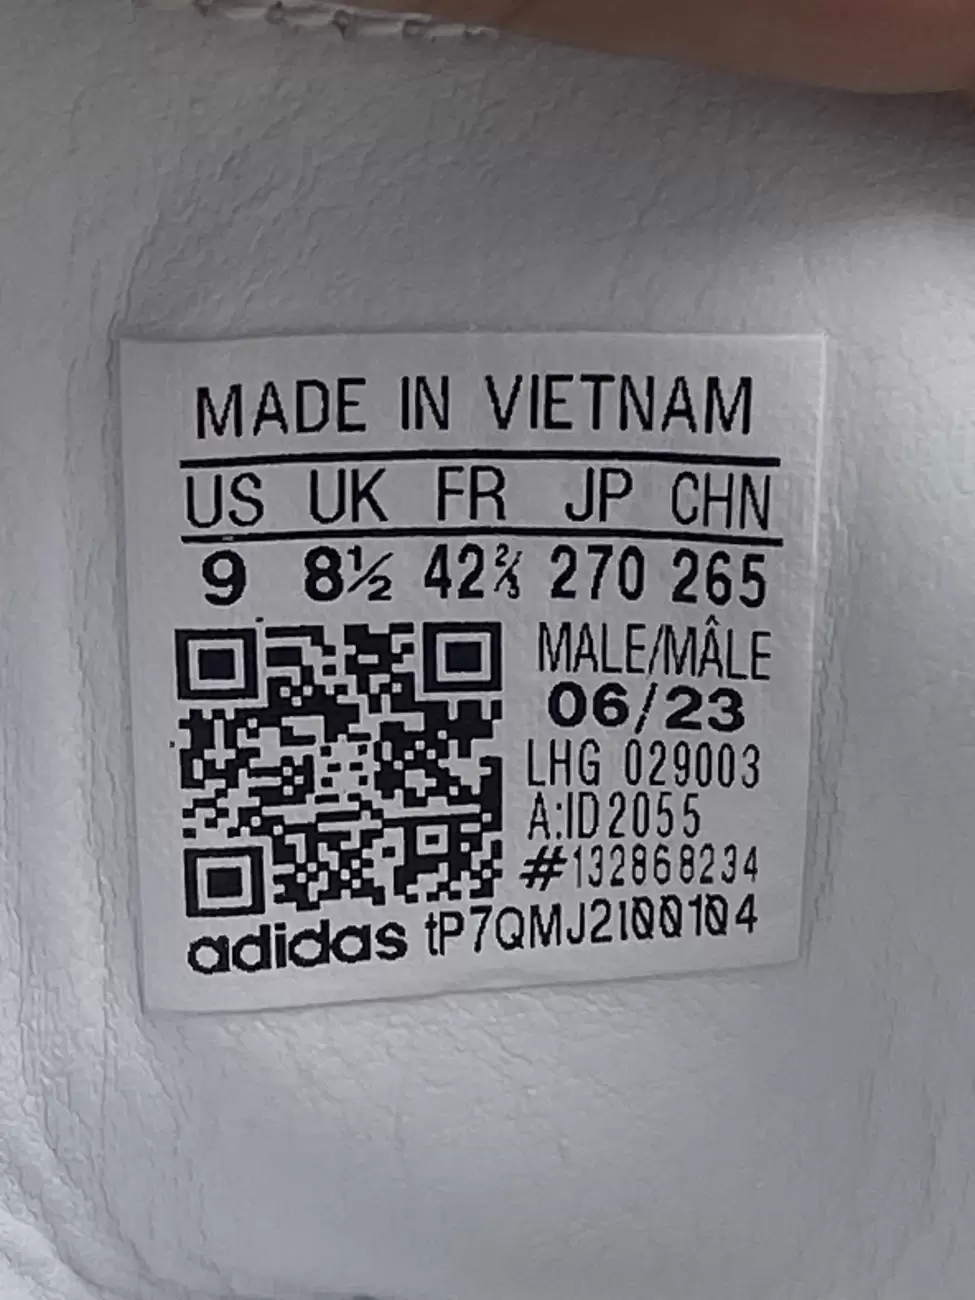 MADE IN VIETNAM
US UK FR JP CHN
9 8½ 42⅔ 270 265
MALE/MÂLE
06/23
LHG 029003
A:ID2055
#132868234
adidas tP7QMJ2100104